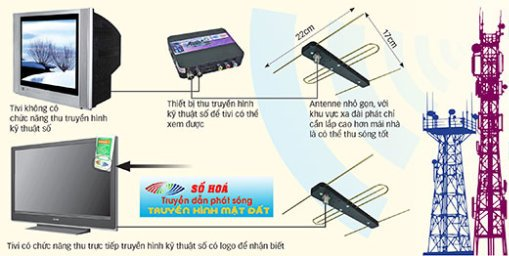 22cm
17cm
Tivi không có
chức năng thu truyền hình
kỹ thuật số
Thiết bị thu truyền hình
kỹ thuật số để tivi có thể
xem được
Antenne nhỏ gọn, với
khu vực xa đài phát chỉ
cần lắp cao hơn mái nhà
là có thể thu sóng tốt
SỐ HOÁ
Truyền dẫn phát sóng
TRUYỀN HÌNH MẶT ĐẤT
Tivi có chức năng thu trực tiếp truyền hình kỹ thuật số có logo để nhận biết